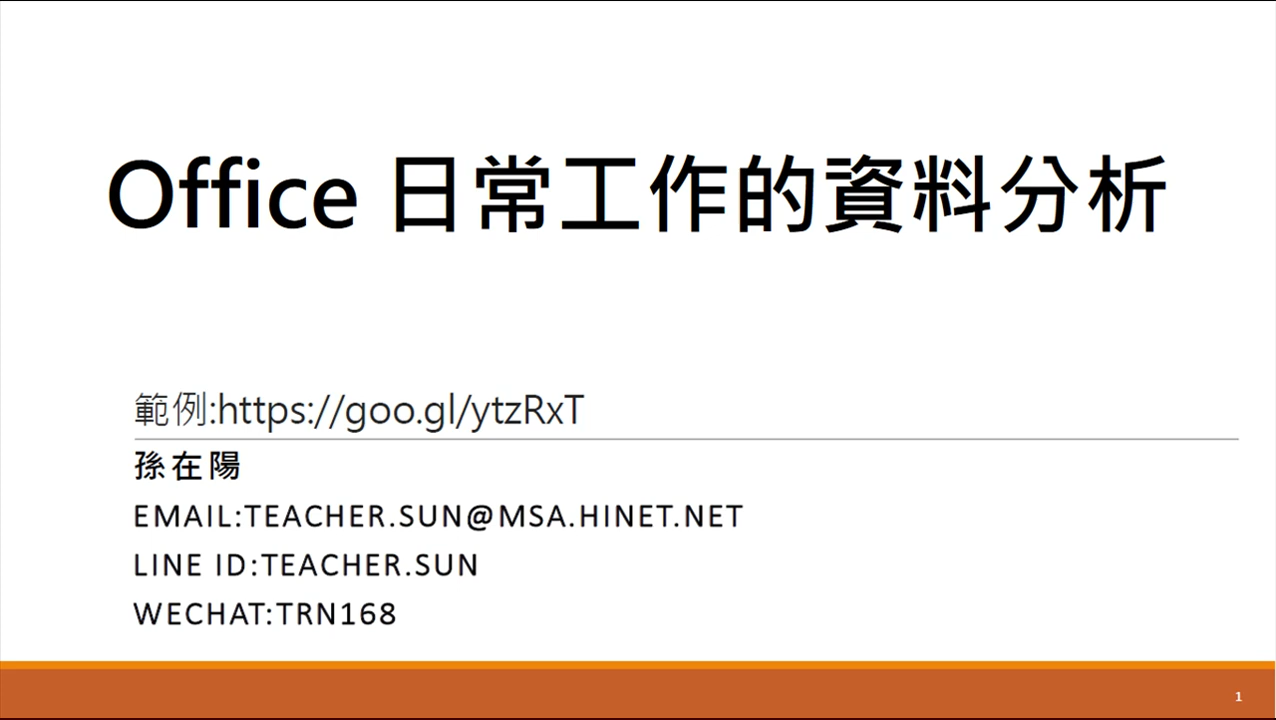 Office 日常工作的資料分析
範例:https://goo.gl/ytzRxT
孫在陽
EMAIL:TEACHER.SUN@MSA.HINET.NET
LINE ID:TEACHER.SUN
WECHAT:TRN168
1